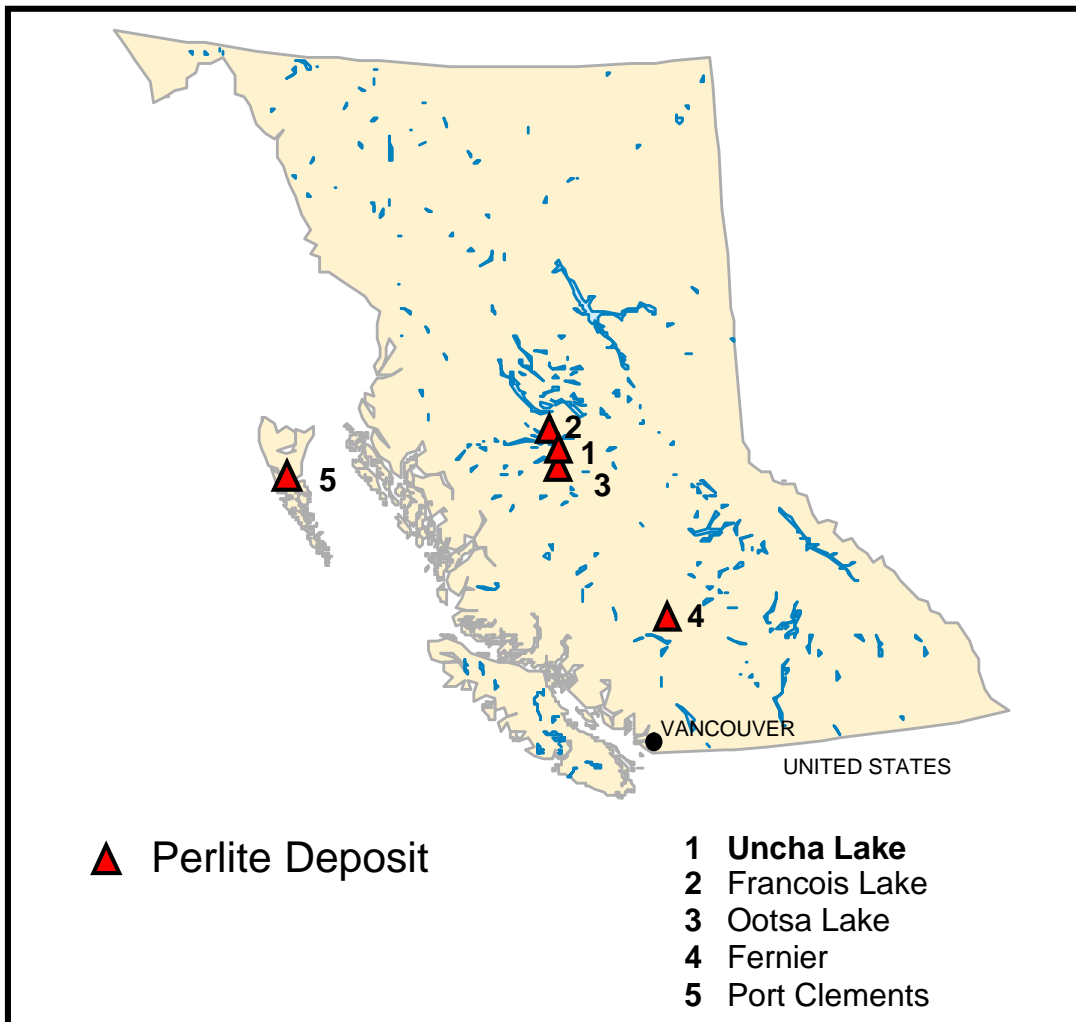 2
1
5
3
4
VANCOUVER
UNITED STATES
Perlite Deposit
1 Uncha Lake
2 Francois Lake
3 Ootsa Lake
4 Fernier
5 Port Clements